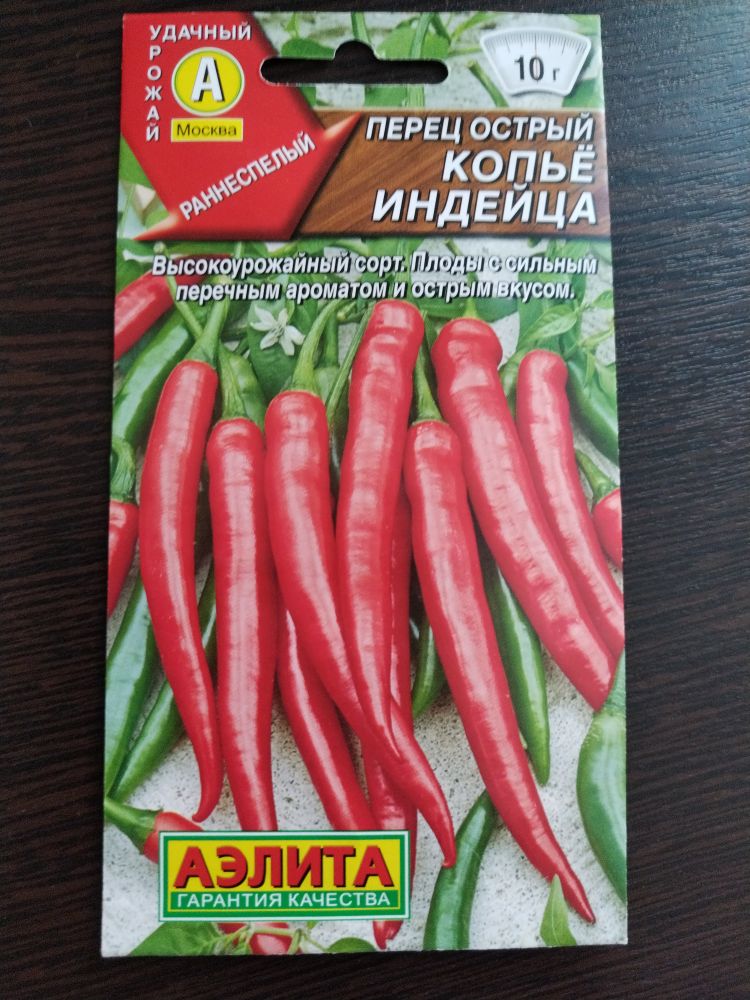 УДАЧНЫЙ
УРОЖАЙ
А
Москва
РАННЕСПЕЛЫЙ
10 г
ПЕРЕЦ ОСТРЫЙ
КОПЬЁ
ИНДЕЙЦА
Высокоурожайный сорт. Плоды с сильным
перечным ароматом и острым вкусом.
АЭЛИТА
ГАРАНТИЯ КАЧЕСТВА